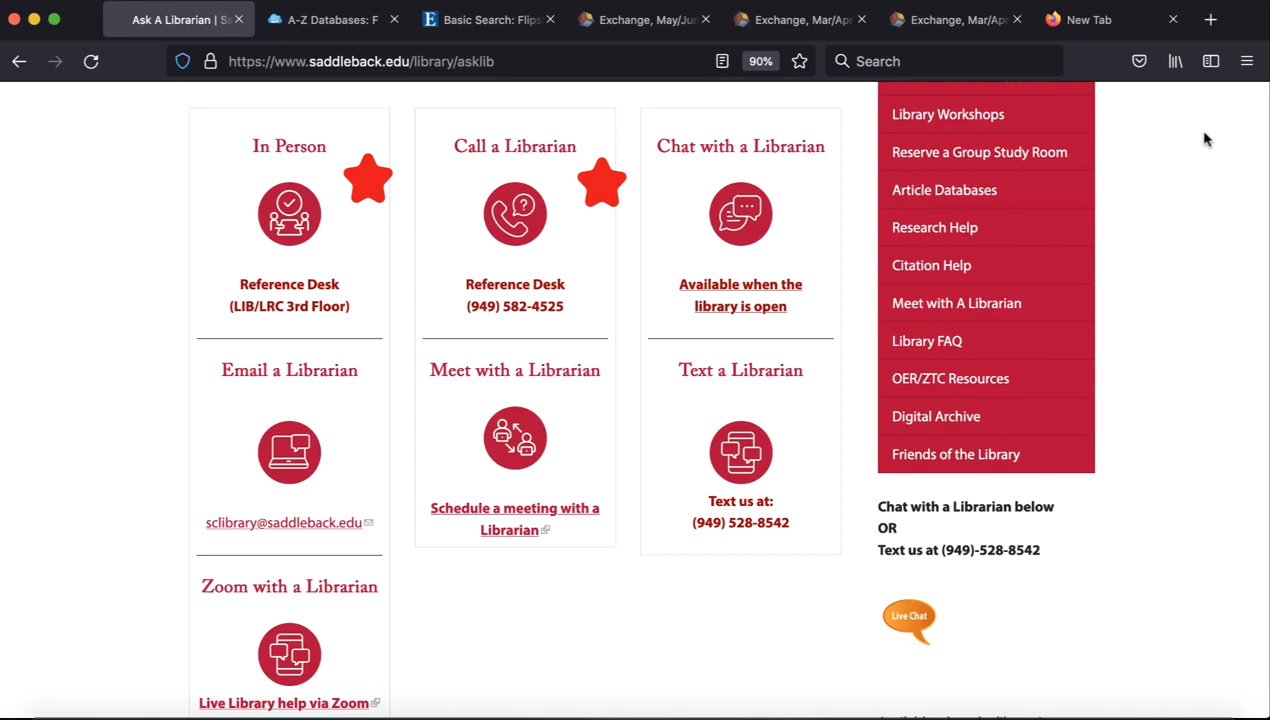 Ask A Librarian | Sa
A-Z Databases: F
Basic Search: Flips
Exchange, May/Jun
Exchange, Mar/Apr
Exchange, Mar/Apr
New Tab
https://www.saddleback.edu/library/asklib
90%
Search
In Person
Reference Desk
(LIB/LRC 3rd Floor)
Call a Librarian
Reference Desk
(949) 582-4525
Chat with a Librarian
Available when the
library is open
Email a Librarian
sclibrary@saddleback.edu
Meet with a Librarian
Schedule a meeting with a
Librarian
Text a Librarian
Text us at:
(949) 528-8542
Zoom with a Librarian
Live Library help via Zoom
Library Workshops
Reserve a Group Study Room
Article Databases
Research Help
Citation Help
Meet with A Librarian
Library FAQ
OER/ZTC Resources
Digital Archive
Friends of the Library
Chat with a Librarian below
OR
Text us at (949)-528-8542
Live Chat